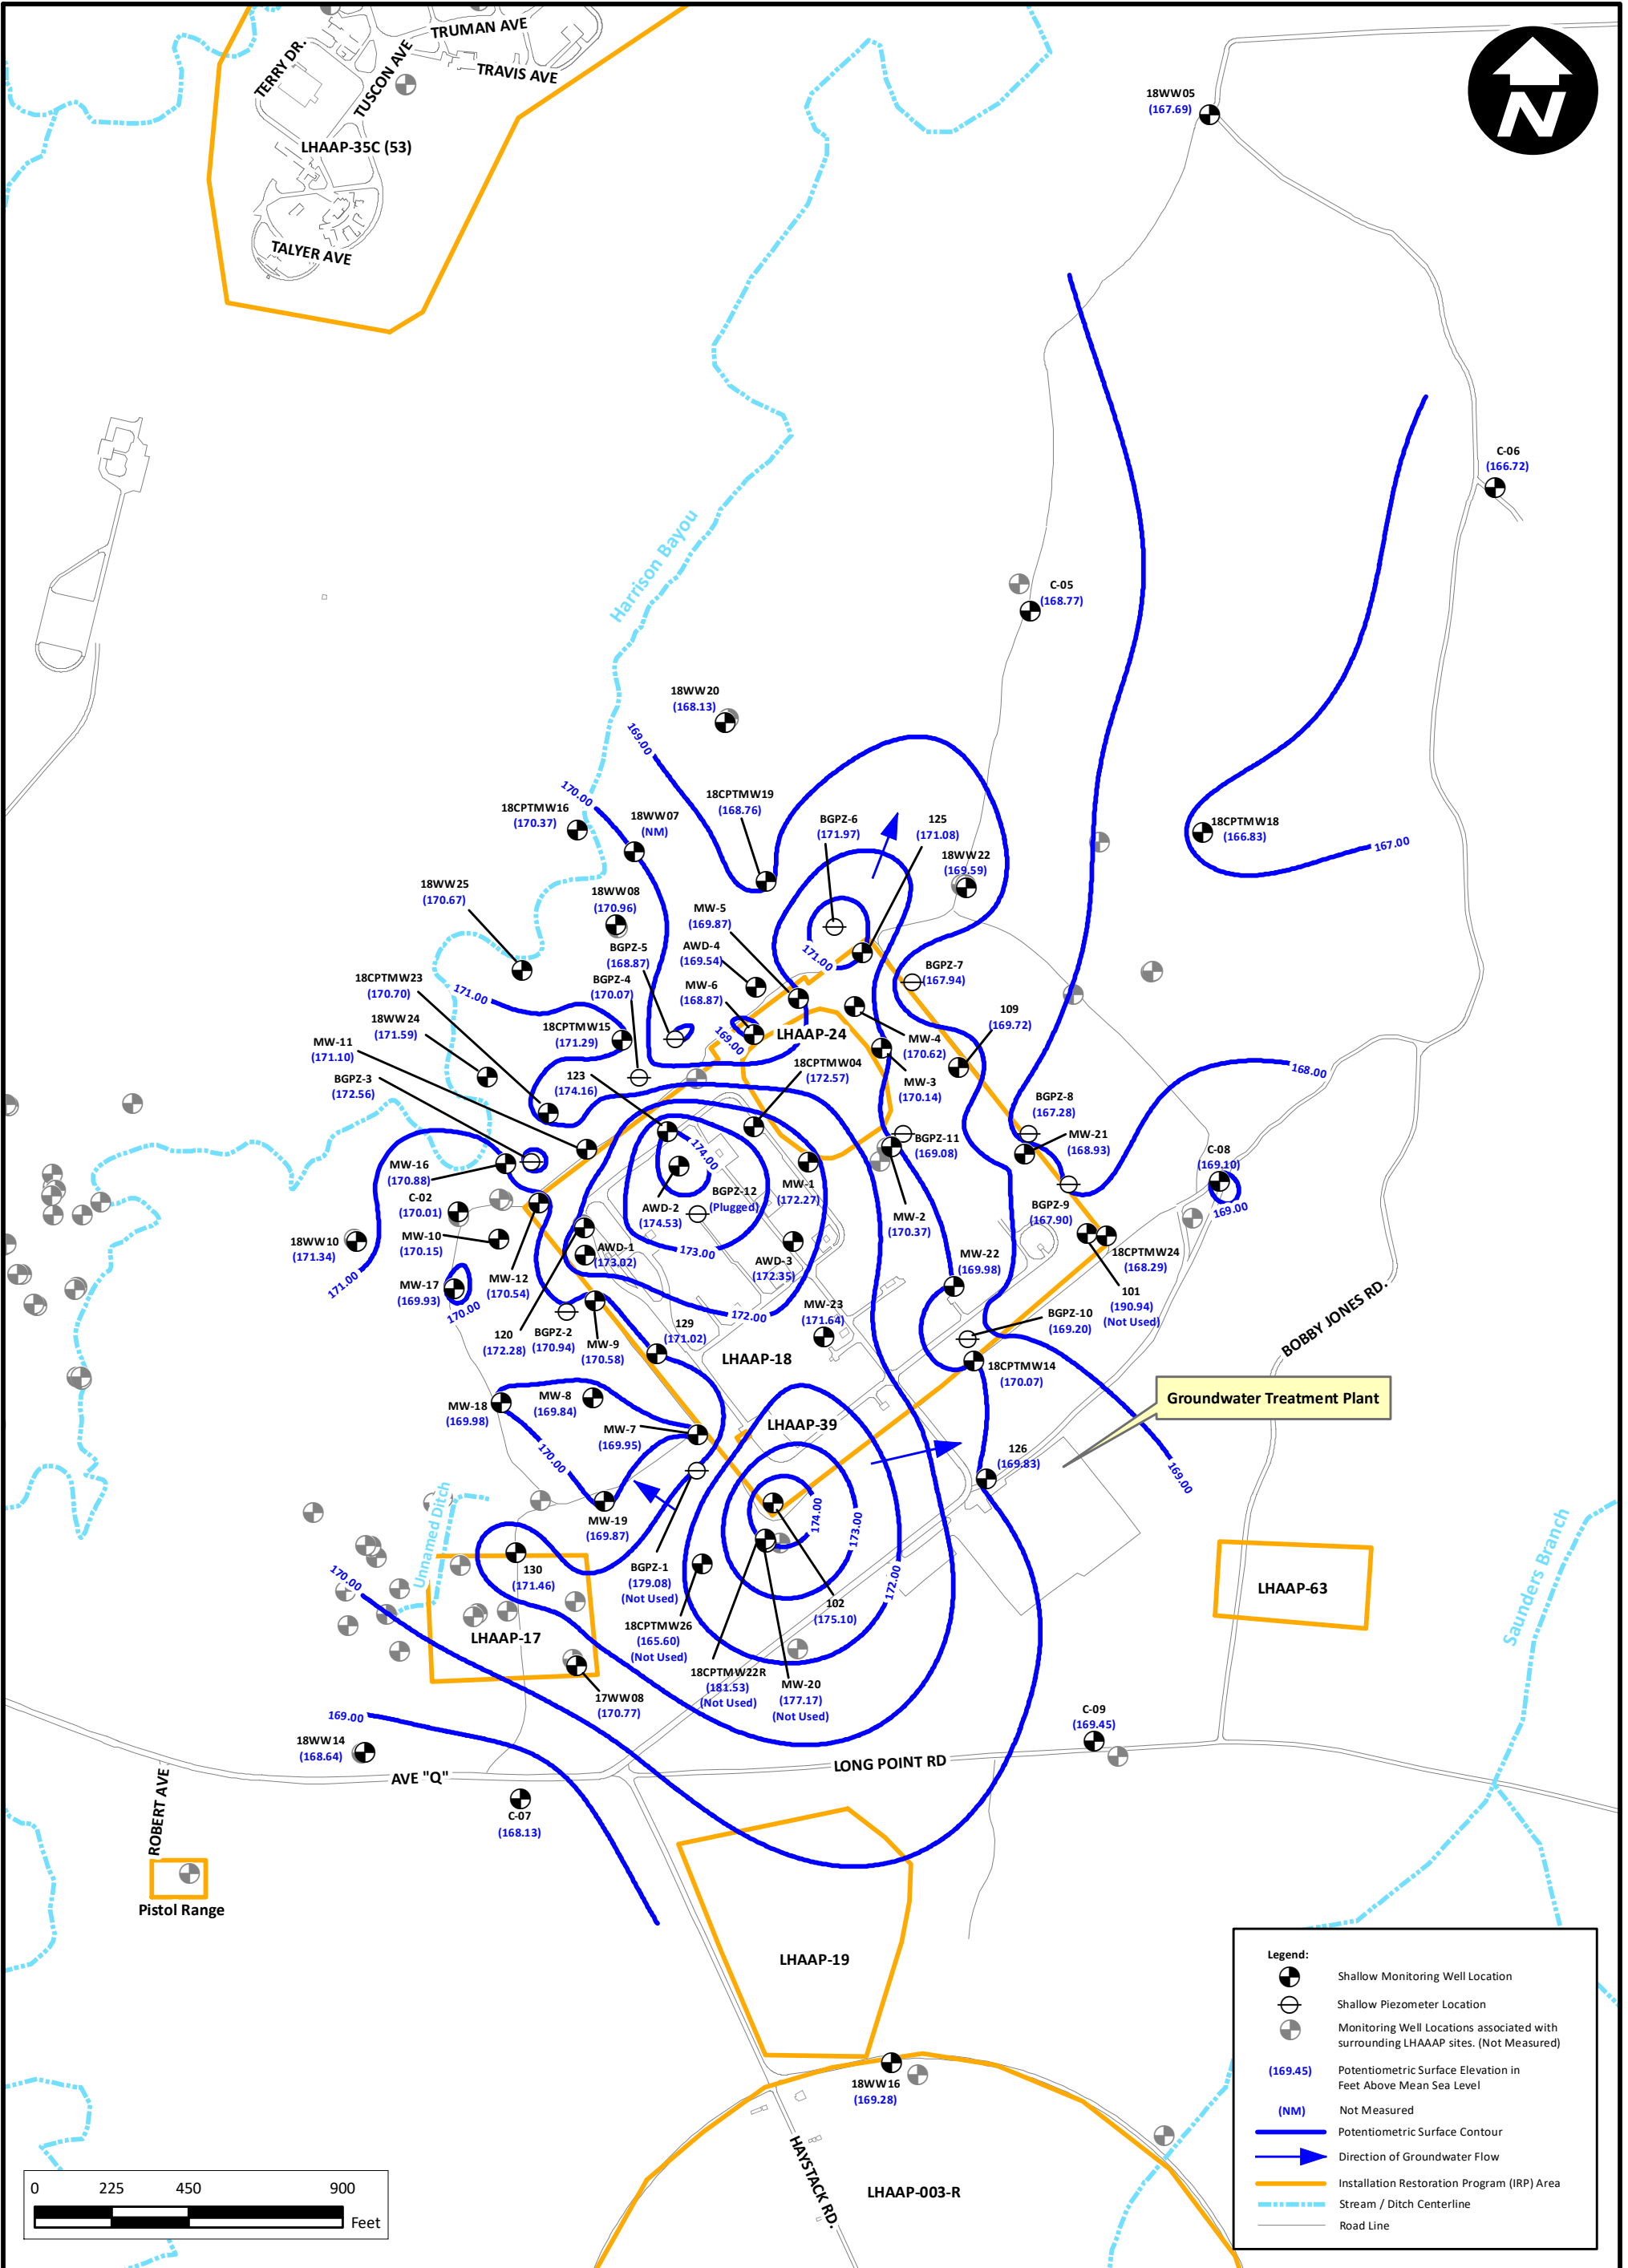 TRUMAN AVE
TERRY DR.
TUSCON AVE
TRAVIS AVE
LHAAP-35C (53)
TALYER AVE
N
18WW05
(167.69)
C-06
(166.72)
Harrison Bayou
C-05
(168.77)
18WW20
(168.13)
169.00
170.00
18CPTMW16
(170.37)
18WW07
(NM)
18CPTMW19
(168.76)
BGPZ-6
(171.97)
125
(171.08)
18WW22
(169.59)
18CPTMW18
(166.83)
167.00
18WW25
(170.67)
18WW08
(170.96)
MW-5
(169.87)
BGPZ-5
(168.87)
AWD-4
(169.54)
171.00
BGPZ-7
(167.94)
18CPTMW23
(170.70)
171.00
BGPZ-4
(170.07)
MW-6
(168.87)
18WW24
(171.59)
18CPTMW15
(171.29)
169.00
LHAAP-24
MW-4
(170.62)
109
(169.72)
MW-11
(171.10)
BGPZ-3
(172.56)
123
(174.16)
18CPTMW04
(172.57)
MW-3
(170.14)
168.00
BGPZ-8
(167.28)
MW-21
(168.93)
BGPZ-11
(169.08)
C-08
(169.10)
169.00
MW-16
(170.88)
174.00
C-02
(170.01)
MW-10
(170.15)
18WW10
(171.34)
171.00
MW-17
(169.93)
170.00
MW-12
(170.54)
AWD-2
(174.53)
BGPZ-12
(Plugged)
MW-1
(172.27)
MW-2
(170.37)
BGPZ-9
(167.90)
18CPTMW24
(168.29)
101
(190.94)
(Not Used)
AWD-1
(173.02)
173.00
AWD-3
(172.35)
MW-22
(169.98)
120
(172.28)
BGPZ-2
(170.94)
MW-9
(170.58)
129
(171.02)
172.00
MW-23
(171.64)
BGPZ-10
(169.20)
BOBBY JONES RD.
LHAAP-18
18CPTMW14
(170.07)
Groundwater Treatment Plant
MW-18
(169.98)
MW-8
(169.84)
MW-7
(169.95)
LHAAP-39
170.00
126
(169.83)
169.00
Unnamed Ditch
MW-19
(169.87)
174.00
173.00
172.00
Saunders Branch
170.00
130
(171.46)
BGPZ-1
(179.08)
(Not Used)
102
(175.10)
LHAAP-63
LHAAP-17
18CPTMW26
(165.60)
(Not Used)
18CPTMW22R
(181.53)
(Not Used)
MW-20
(177.17)
(Not Used)
17WW08
(170.77)
169.00
18WW14
(168.64)
C-09
(169.45)
AVE "Q"
LONG POINT RD
C-07
(168.13)
ROBERT AVE
Pistol Range
LHAAP-19
18WW16
(169.28)
HAYSTACK RD.
LHAAP-003-R
0 225 450 900
Feet
Legend:
Shallow Monitoring Well Location
Shallow Piezometer Location
Monitoring Well Locations associated with
surrounding LHAAAP sites. (Not Measured)
(169.45) Potentiometric Surface Elevation in
Feet Above Mean Sea Level
(NM) Not Measured
Potentiometric Surface Contour
Direction of Groundwater Flow
Installation Restoration Program (IRP) Area
Stream / Ditch Centerline
Road Line